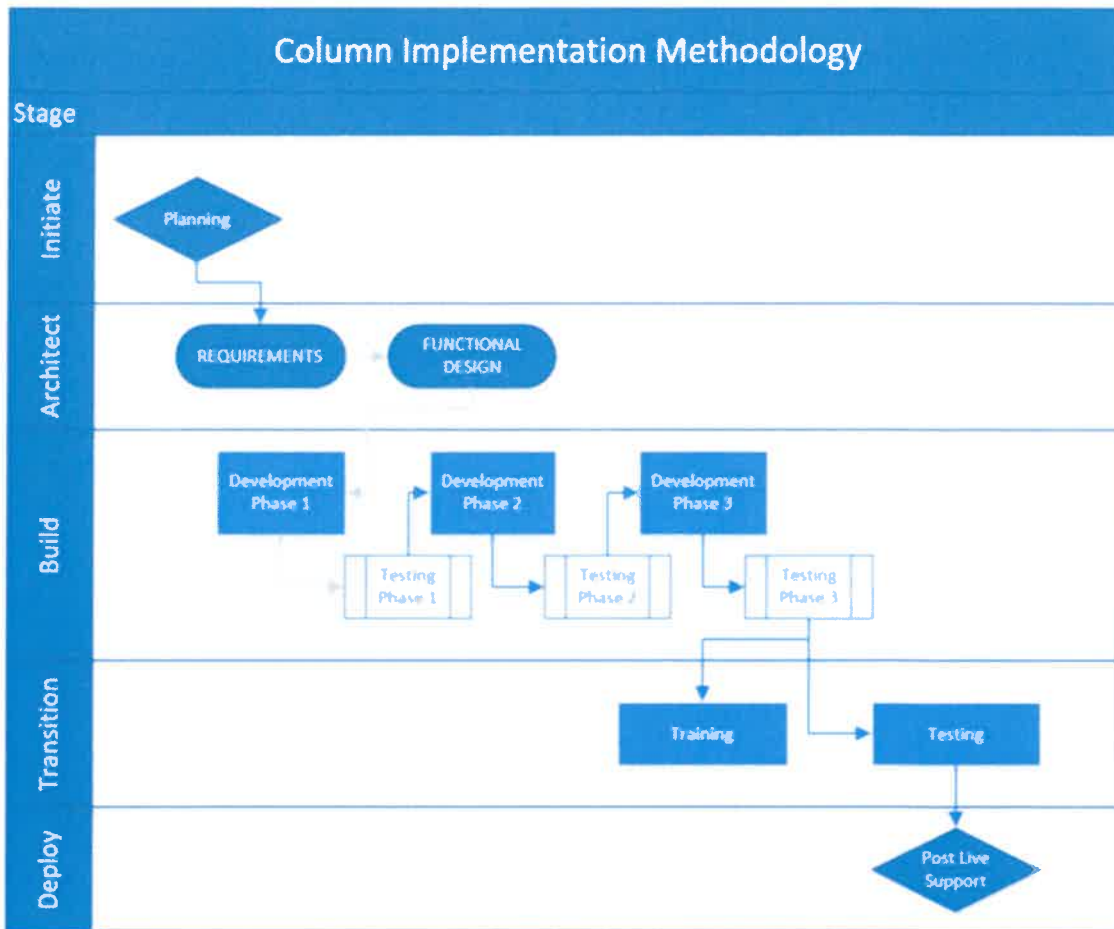 Column Implementation Methodology
Stage
Initiate
Planning
Architect
REQUIREMENTS
FUNCTIONAL
DESIGN
Build
Development
Phase 1
Development
Phase 2
Development
Phase 3
Testing
Phase 1
Testing
Phase 2
Testing
Phase 3
Transition
Training
Testing
Deploy
Post Live
Support